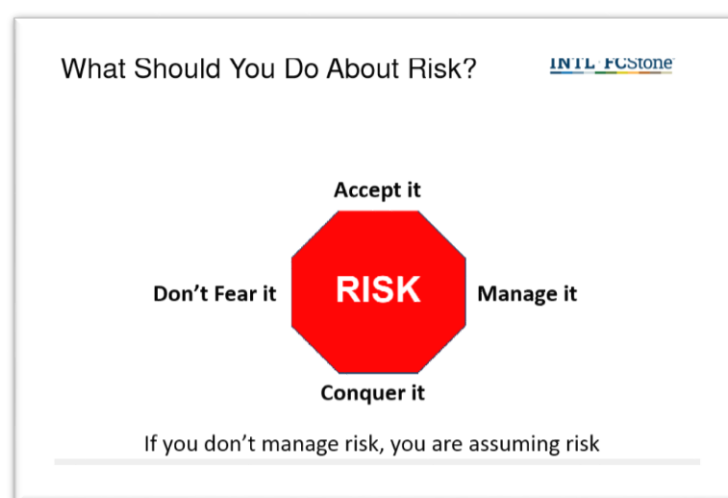 What Should You Do About Risk?
INTL FCStone
Accept it
Don't Fear it
RISK
Manage it
Conquer it
If you don't manage risk, you are assuming risk